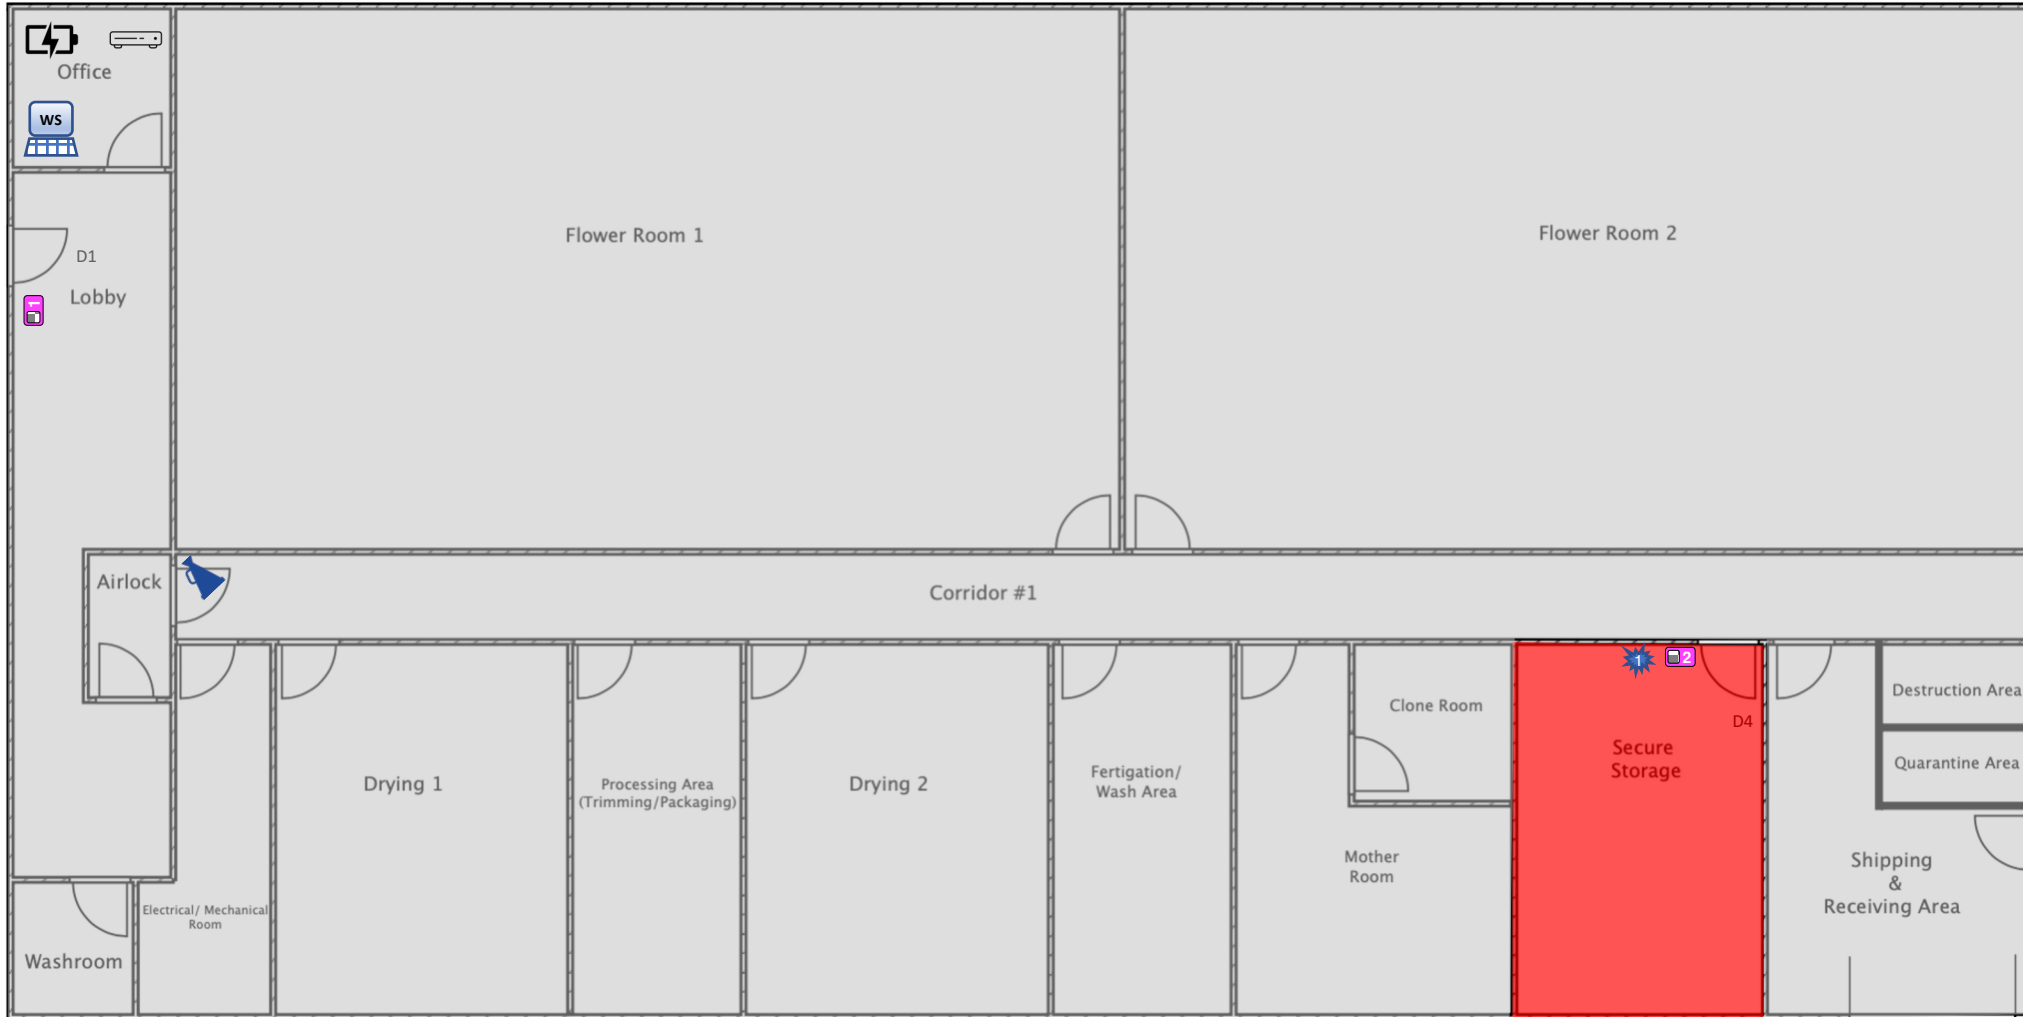 Office
WS
Flower Room 1
Flower Room 2
D1
Lobby
1
Airlock
Corridor #1
1
2
D4
Destruction Area
Clone Room
Secure
Storage
Quarantine Area
Drying 1
Processing Area
(Trimming/Packaging)
Drying 2
Fertigation/
Wash Area
Mother
Room
Shipping
&
Receiving Area
Electrical/ Mechanical
Room
Washroom